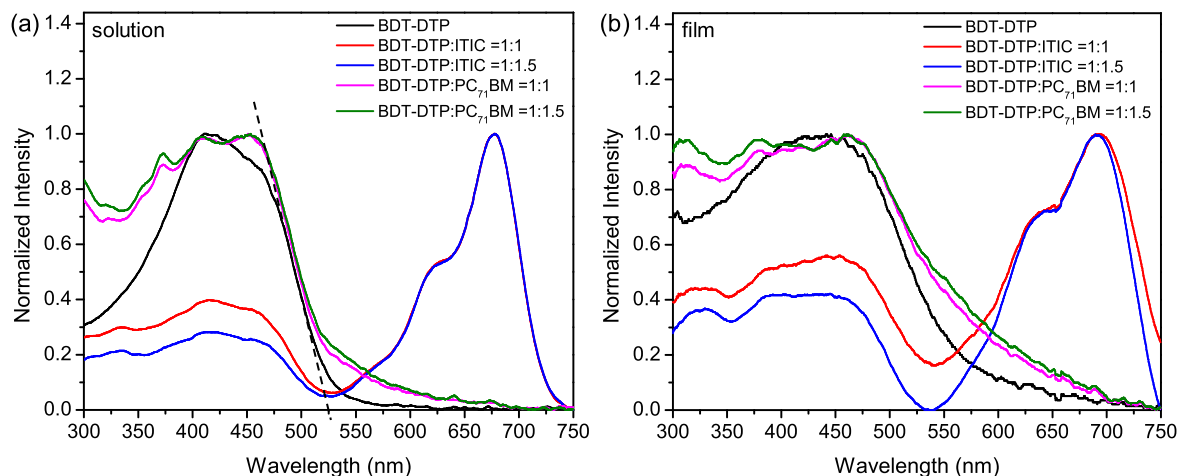 (a) solution
BDT-DTP
BDT-DTP:ITIC =1:1
BDT-DTP:ITIC =1:1.5
BDT-DTP:PC71BM =1:1
BDT-DTP:PC71BM =1:1.5
Normalized Intensity
1.4
1.2
1.0
0.8
0.6
0.4
0.2
0.0
300 350 400 450 500 550 600 650 700 750
Wavelength (nm)
(b) film
BDT-DTP
BDT-DTP:ITIC =1:1
BDT-DTP:ITIC =1:1.5
BDT-DTP:PC71BM =1:1
BDT-DTP:PC71BM =1:1.5
Normalized Intensity
1.4
1.2
1.0
0.8
0.6
0.4
0.2
0.0
300 350 400 450 500 550 600 650 700 750
Wavelength (nm)